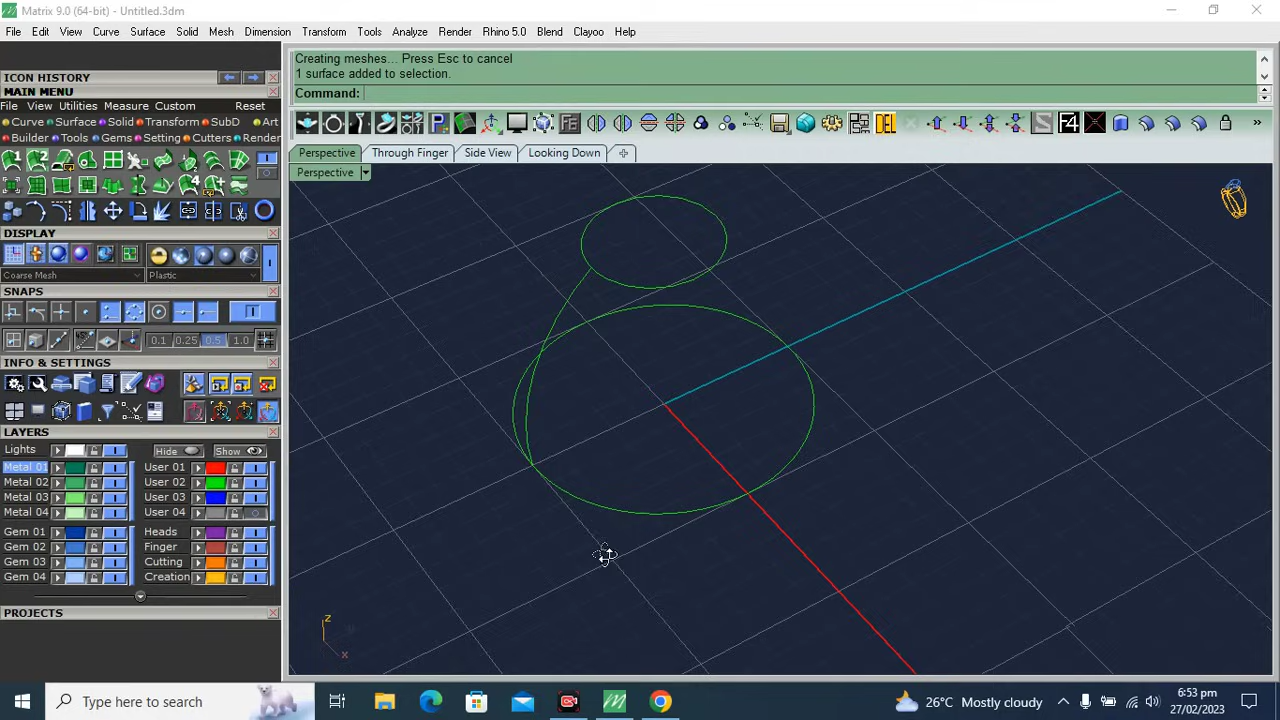 Matrix 9.0 (64-bit) - Untitled.3dm
File Edit View Curve Surface Solid Mesh Dimension Transform Tools Analyze Render Rhino 5.0 Blend Clayoo Help
ICON HISTORY
MAIN MENU
File View Utilities Measure Custom Reset
Curve Surface Solid Transform SubD Art
Builder Tools Gems Setting Cutters Render
DISPLAY
Coarse Mesh Plastic
SNAPS
0.1 0.25 0.5 1.0
INFO & SETTINGS
LAYERS
Lights Hide Show
Metal 01 User 01
Metal 02 User 02
Metal 03 User 03
Metal 04 User 04
Gem 01 Heads
Gem 02 Finger
Gem 03 Cutting
Gem 04 Creation
PROJECTS
Creating meshes... Press Esc to cancel
1 surface added to selection.
Command:
F4
Perspective Through Finger Side View Looking Down
Perspective
z
x
Type here to search
26°C Mostly cloudy
6:53 pm
27/02/2023